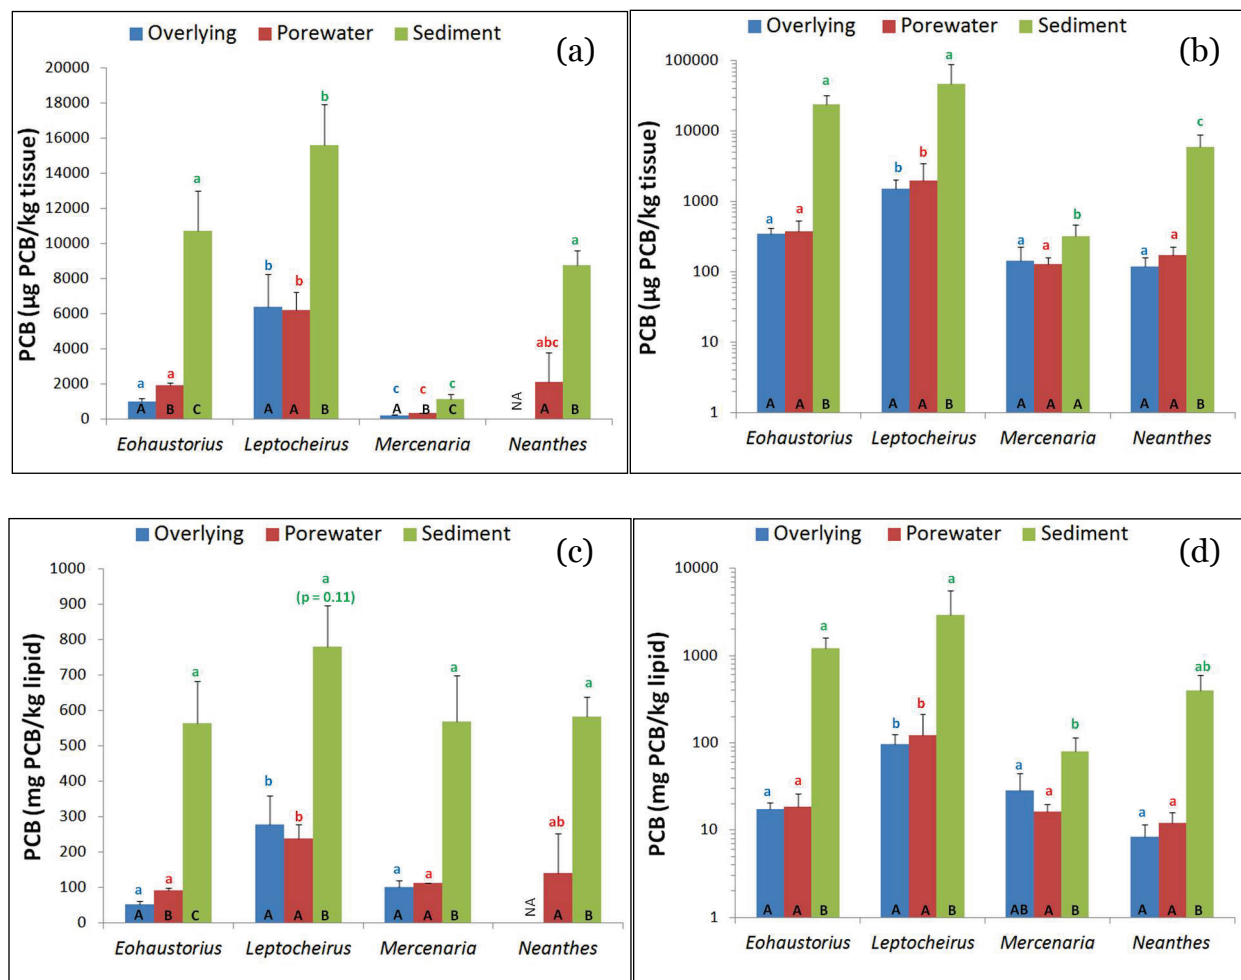 Overlying Porewater Sediment
(a)
PCB (µg PCB/kg tissue)
20000
18000
16000
14000
12000
10000
8000
6000
4000
2000
0
a a a
b b b
c c c
abc a
A B C
A A B
A B C
NA A B
Eohaustorius Leptocheirus Mercenaria Neanthes
Overlying Porewater Sediment
(b)
PCB (µg PCB/kg tissue)
100000
10000
1000
100
10
1
a a a
b b a
a a b
a a c
A A B
A A B
A A A
A A B
Eohaustorius Leptocheirus Mercenaria Neanthes
Overlying Porewater Sediment
(c)
PCB (mg PCB/kg lipid)
1000
900
800
700
600
500
400
300
200
100
0
a a a
b b a
(p = 0.11)
a a a
ab a
A B C
A A B
A A B
NA A B
Eohaustorius Leptocheirus Mercenaria Neanthes
Overlying Porewater Sediment
(d)
PCB (mg PCB/kg lipid)
10000
1000
100
10
1
a a a
b b a
a a b
a a ab
A A B
A A B
AB A B
A A B
Eohaustorius Leptocheirus Mercenaria Neanthes